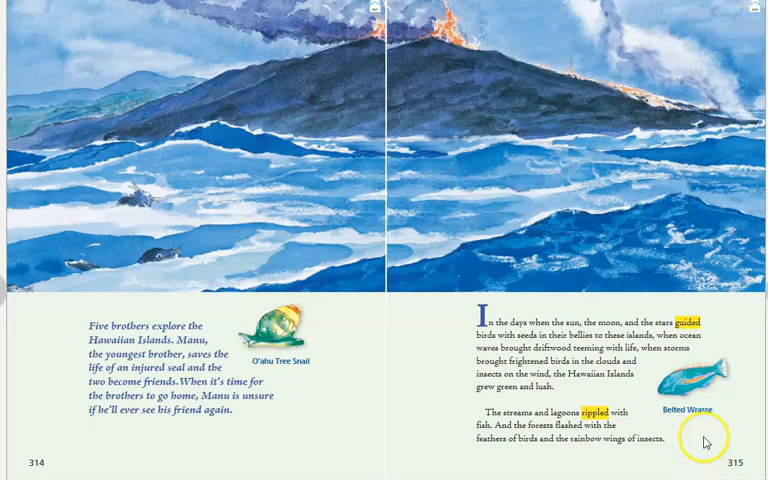 Five brothers explore the
Hawaiian Islands. Manu,
the youngest brother, saves the
life of an injured seal and the
two become friends.When it's time for
the brothers to go home, Manu is unsure
if he'll ever see his friend again.
O'ahu Tree Snail
314
In the days when the sun, the moon, and the stars guided
birds with seeds in their bellies to these islands, when ocean
waves brought driftwood teeming with life, when storms
brought frightened birds in the clouds and
insects on the wind, the Hawaiian Islands
grew green and lush.
Belted Wrasse
The streams and lagoons rippled with
fish. And the forests flashed with the
feathers of birds and the rainbow wings of insects.
315